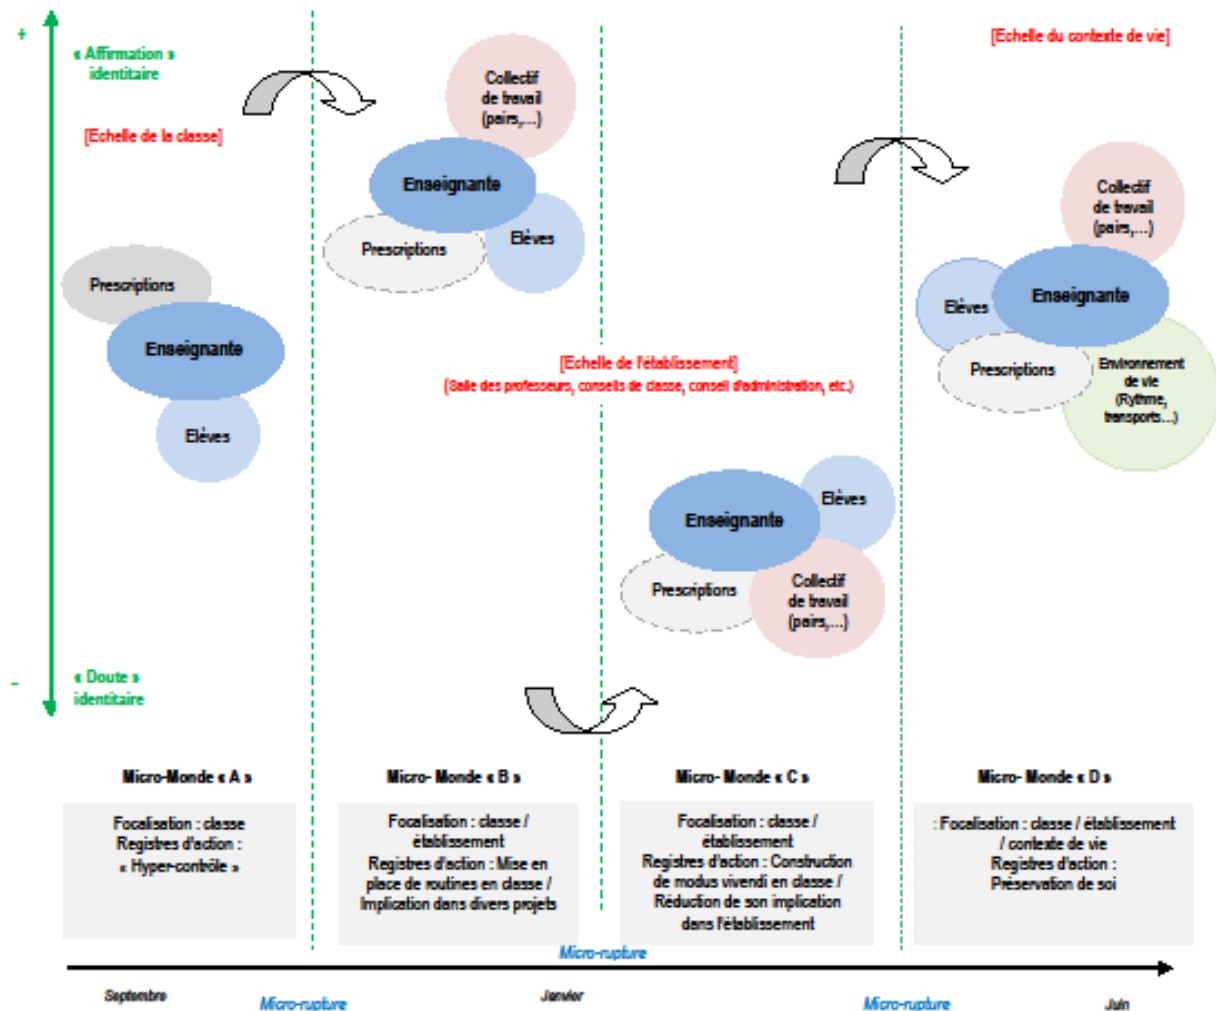 +
« Affirmation »
identitaire
[Echelle de la classe]
[Echelle du contexte de vie]
Collectif
de travail
(pairs,...)
Enseignante
Prescriptions
Elèves
Prescriptions
Enseignante
Elèves
Collectif
de travail
(pairs,...)
Elèves
Enseignante
Prescriptions
Environnement
de vie
(Rythme,
transports...)
[Echelle de l'établissement]
(Salle des professeurs, conseils de classe, conseil d'administration, etc.)
Enseignante
Elèves
Prescriptions
Collectif
de travail
(pairs,...)
–
« Doute »
identitaire
Micro-Monde « A »
Focalisation : classe
Registres d'action :
« Hyper-contrôle »
Micro- Monde « B »
Focalisation : classe /
établissement
Registres d'action : Mise en
place de routines en classe /
Implication dans divers projets
Micro- Monde « C »
Focalisation : classe /
établissement
Registres d'action : Construction
de modus vivendi en classe /
Réduction de son implication
dans l'établissement
Micro- Monde « D »
: Focalisation : classe / établissement
/ contexte de vie
Registres d'action :
Préservation de soi
Micro-rupture
Septembre
Micro-rupture
Janvier
Micro-rupture
Juin